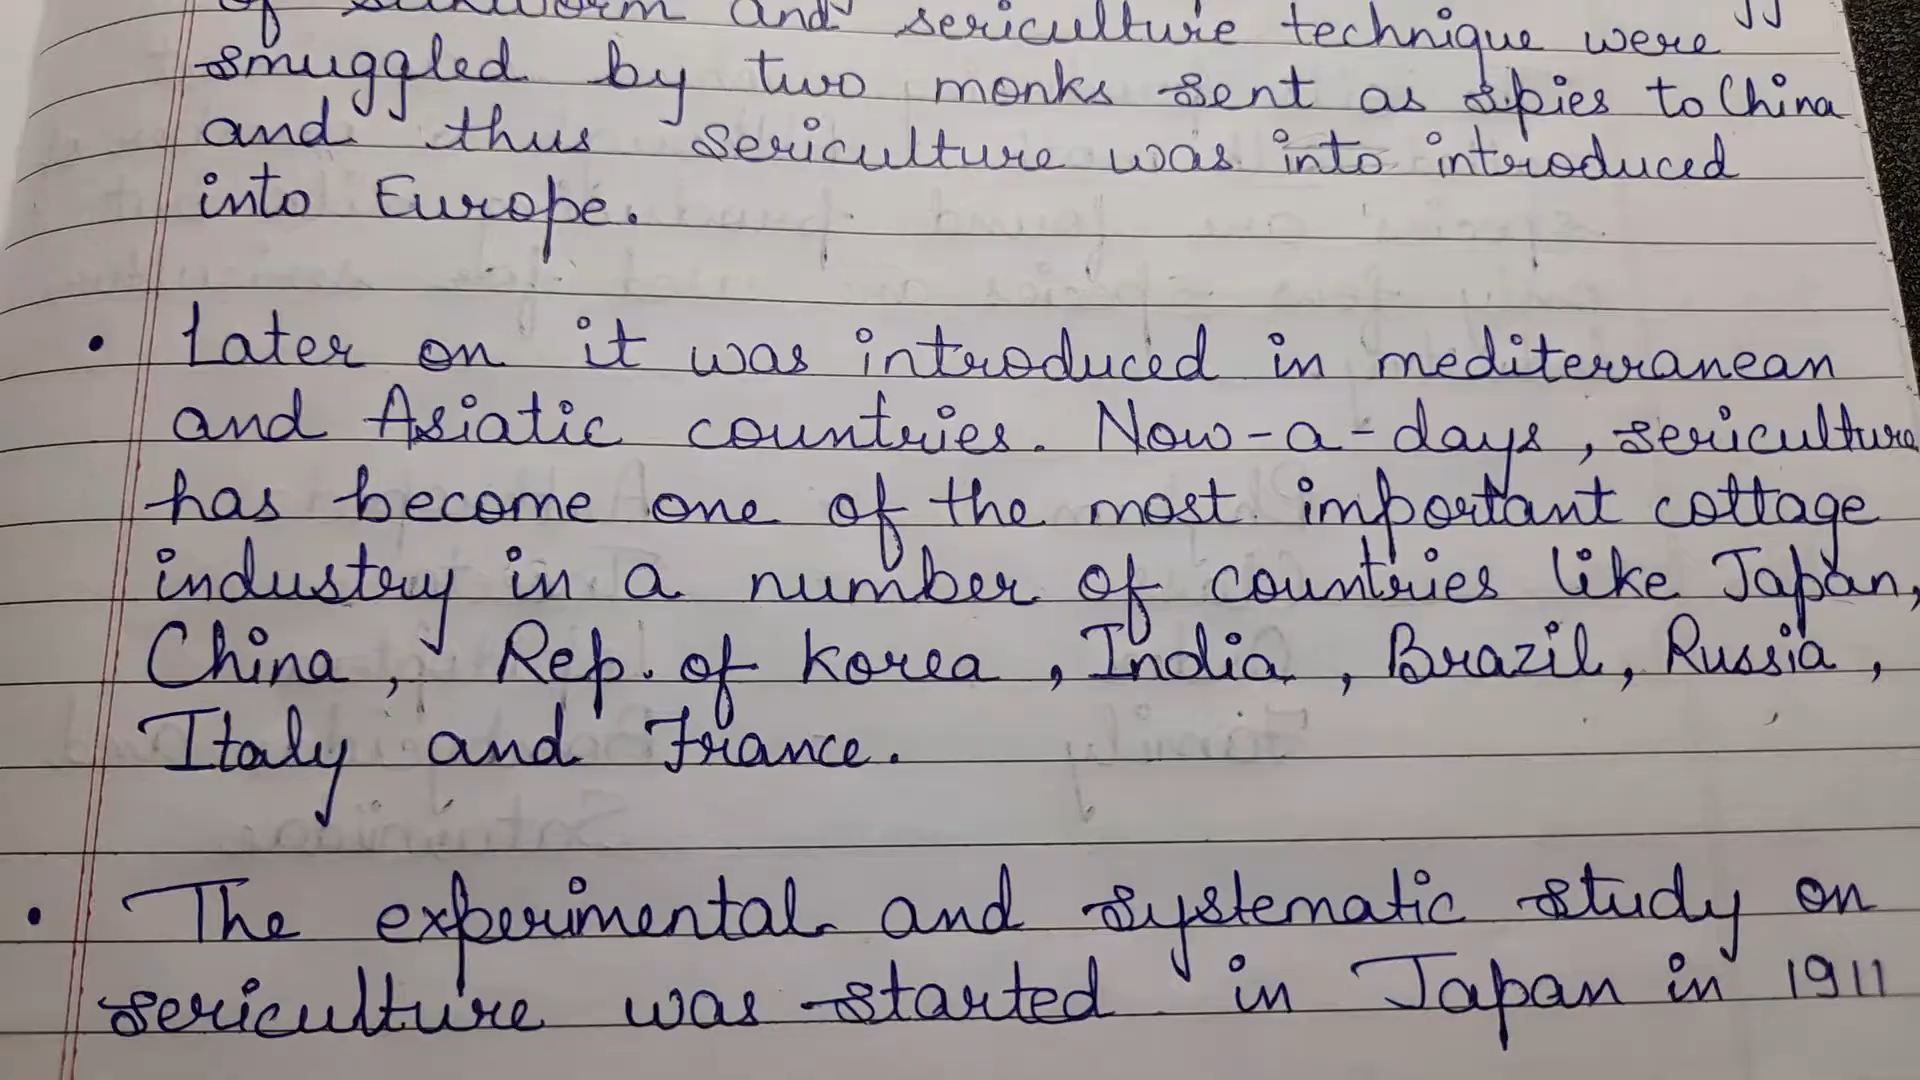 of silkworm and sericulture technique were
smuggled by two monks sent as spies to China
and thus sericulture was into introduced
into Europe.
• Later on it was introduced in mediterranean
and Asiatic countries. Now-a-days, sericulture
has become one of the most important cottage
industry in a number of countries like Japan,
China, Rep. of Korea, India, Brazil, Russia,
Italy and France.
• The experimental and systematic study on
sericulture was started in Japan in 1911